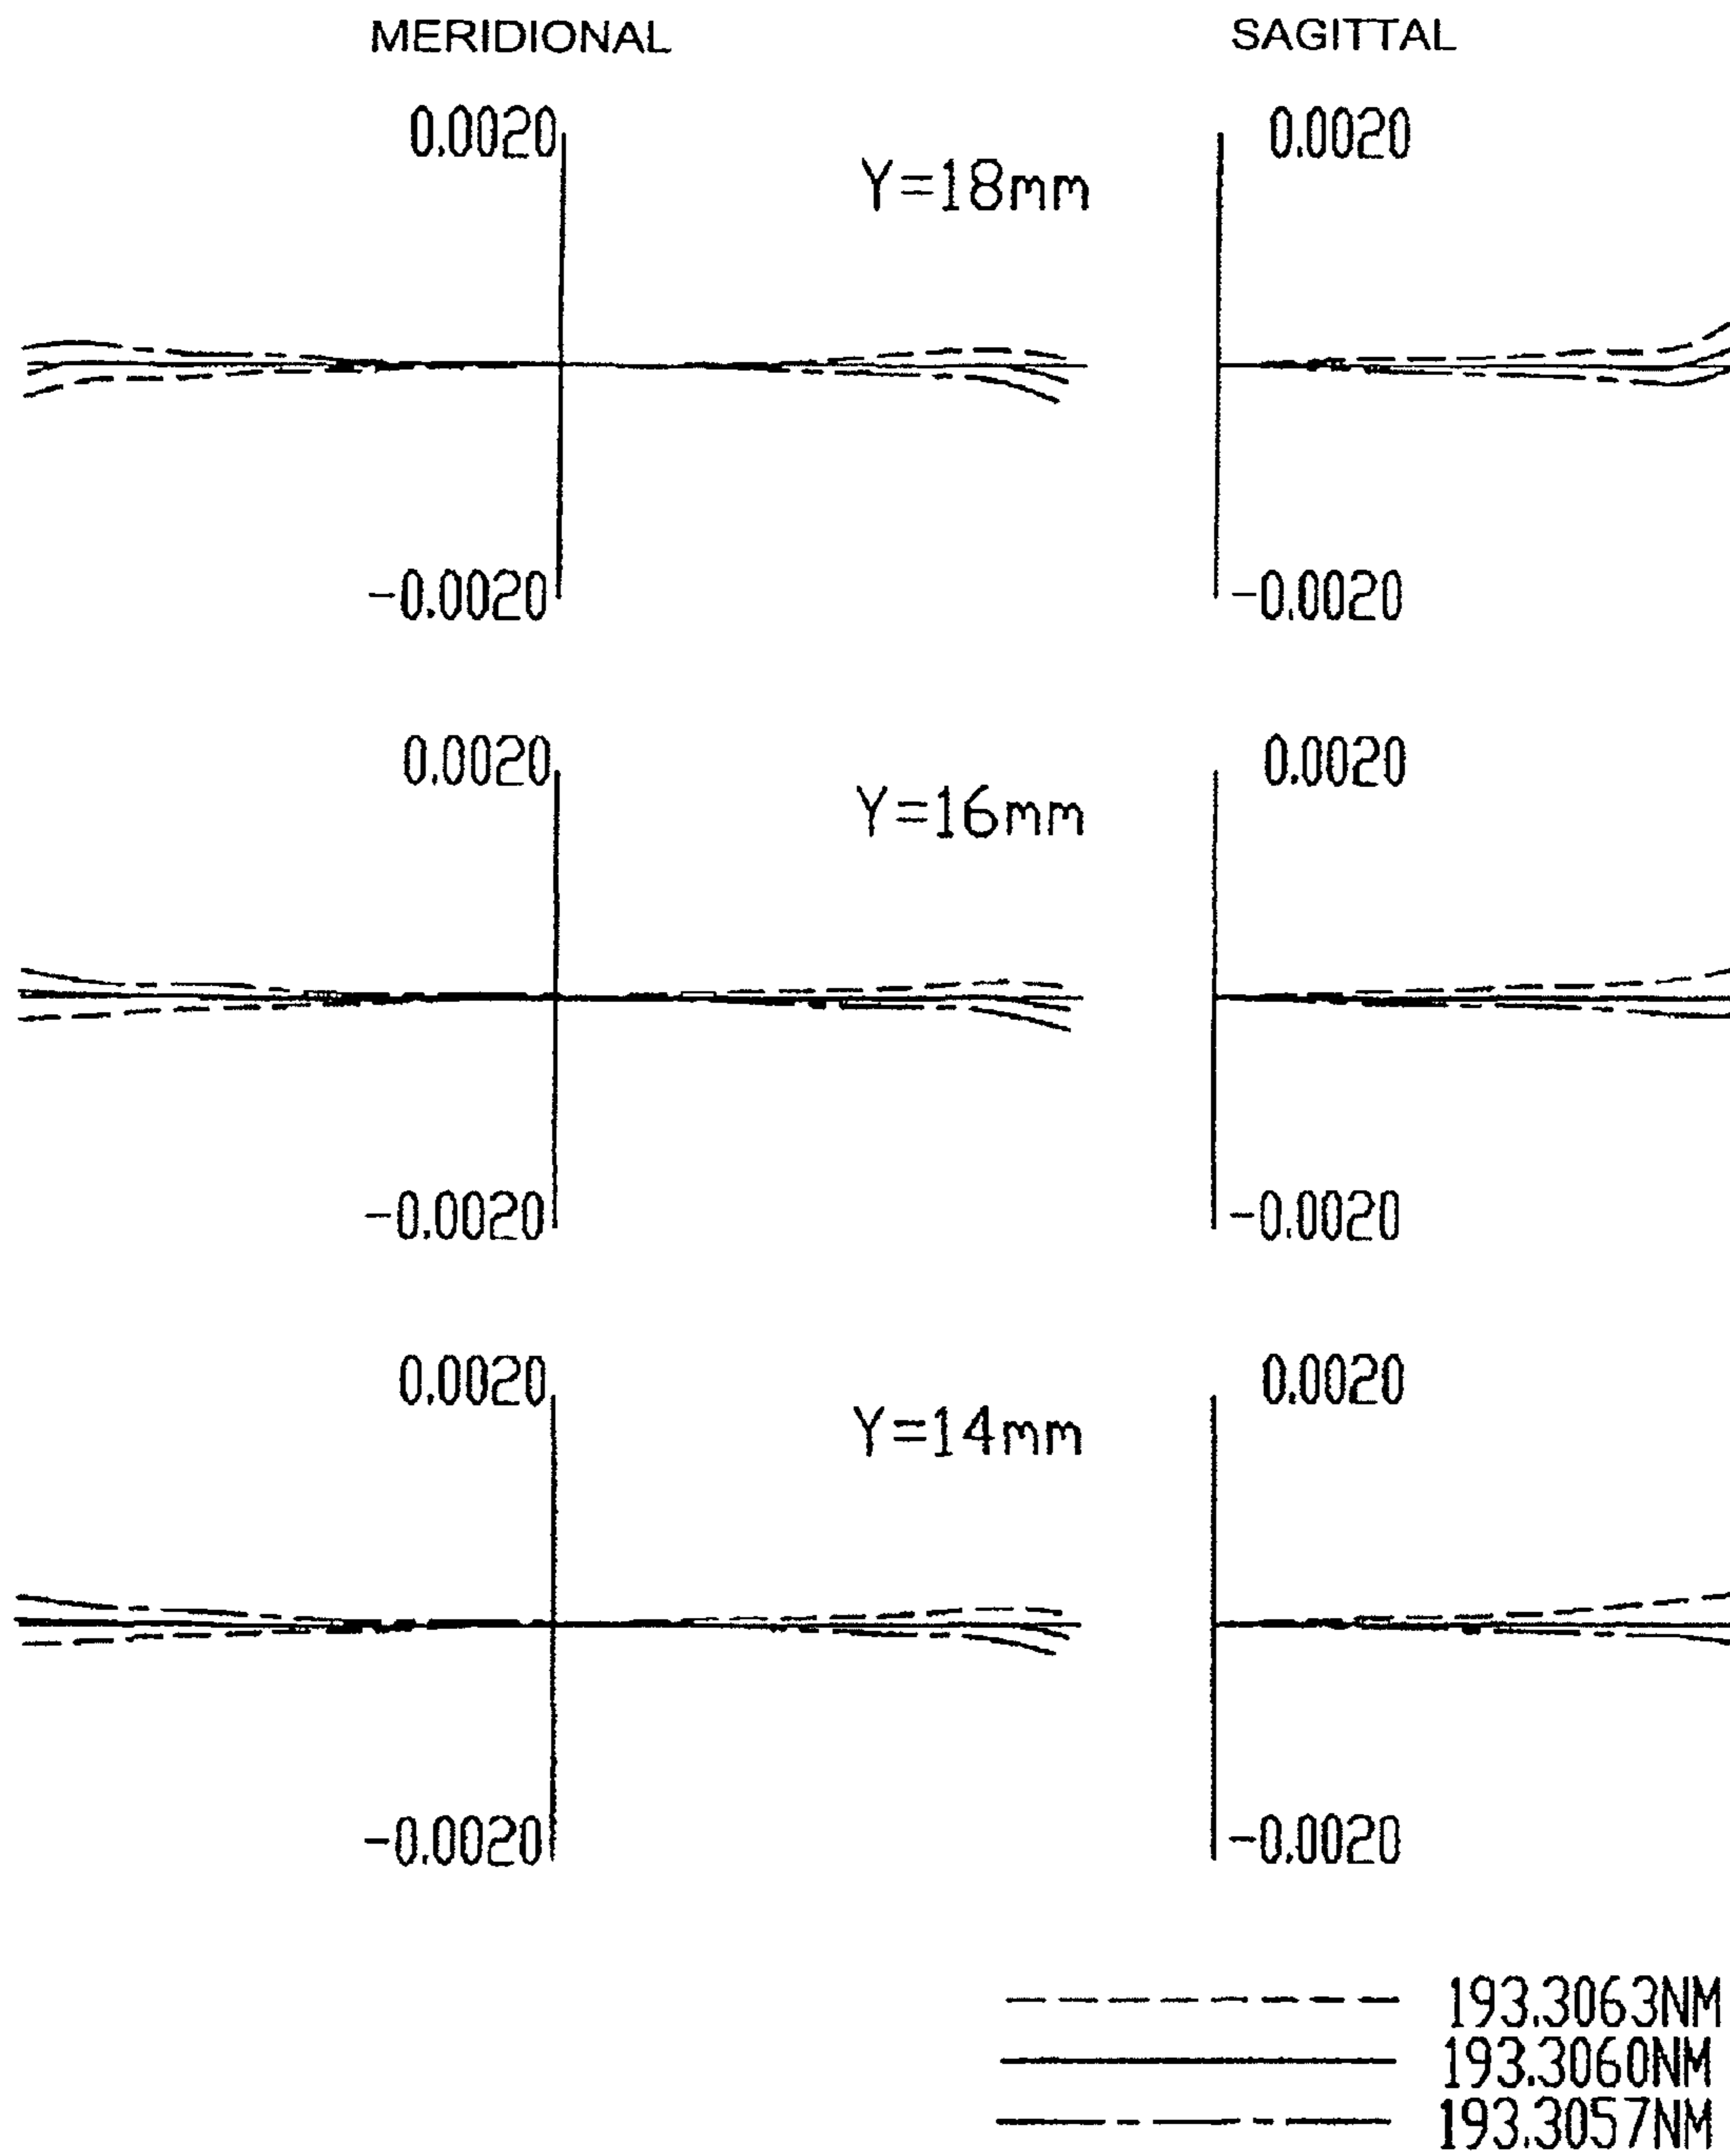 MERIDIONAL SAGITTAL
0.0020 0.0020
Y=18mm
-0.0020 -0.0020
0.0020 0.0020
Y=16mm
-0.0020 -0.0020
0.0020 0.0020
Y=14mm
-0.0020 -0.0020
193.3063NM
193.3060NM
193.3057NM